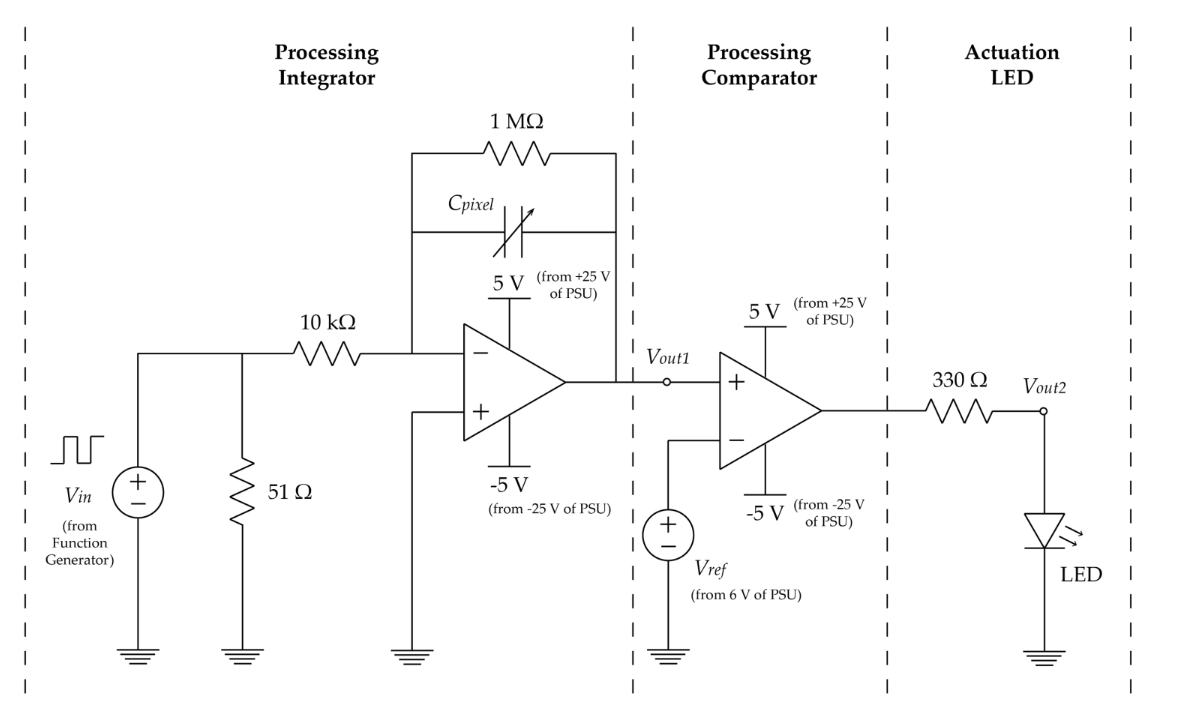 Processing
Integrator
Processing
Comparator
Actuation
LED
1 MΩ
Cpixel
5 V
(from +25 V
of PSU)
10 kΩ
−
+
-5 V
(from -25 V of PSU)
Vin
(from
Function
Generator)
+
−
51 Ω
Vout1
5 V
(from +25 V
of PSU)
+
−
-5 V
(from -25 V
of PSU)
+
−
Vref
(from 6 V of PSU)
330 Ω
Vout2
LED